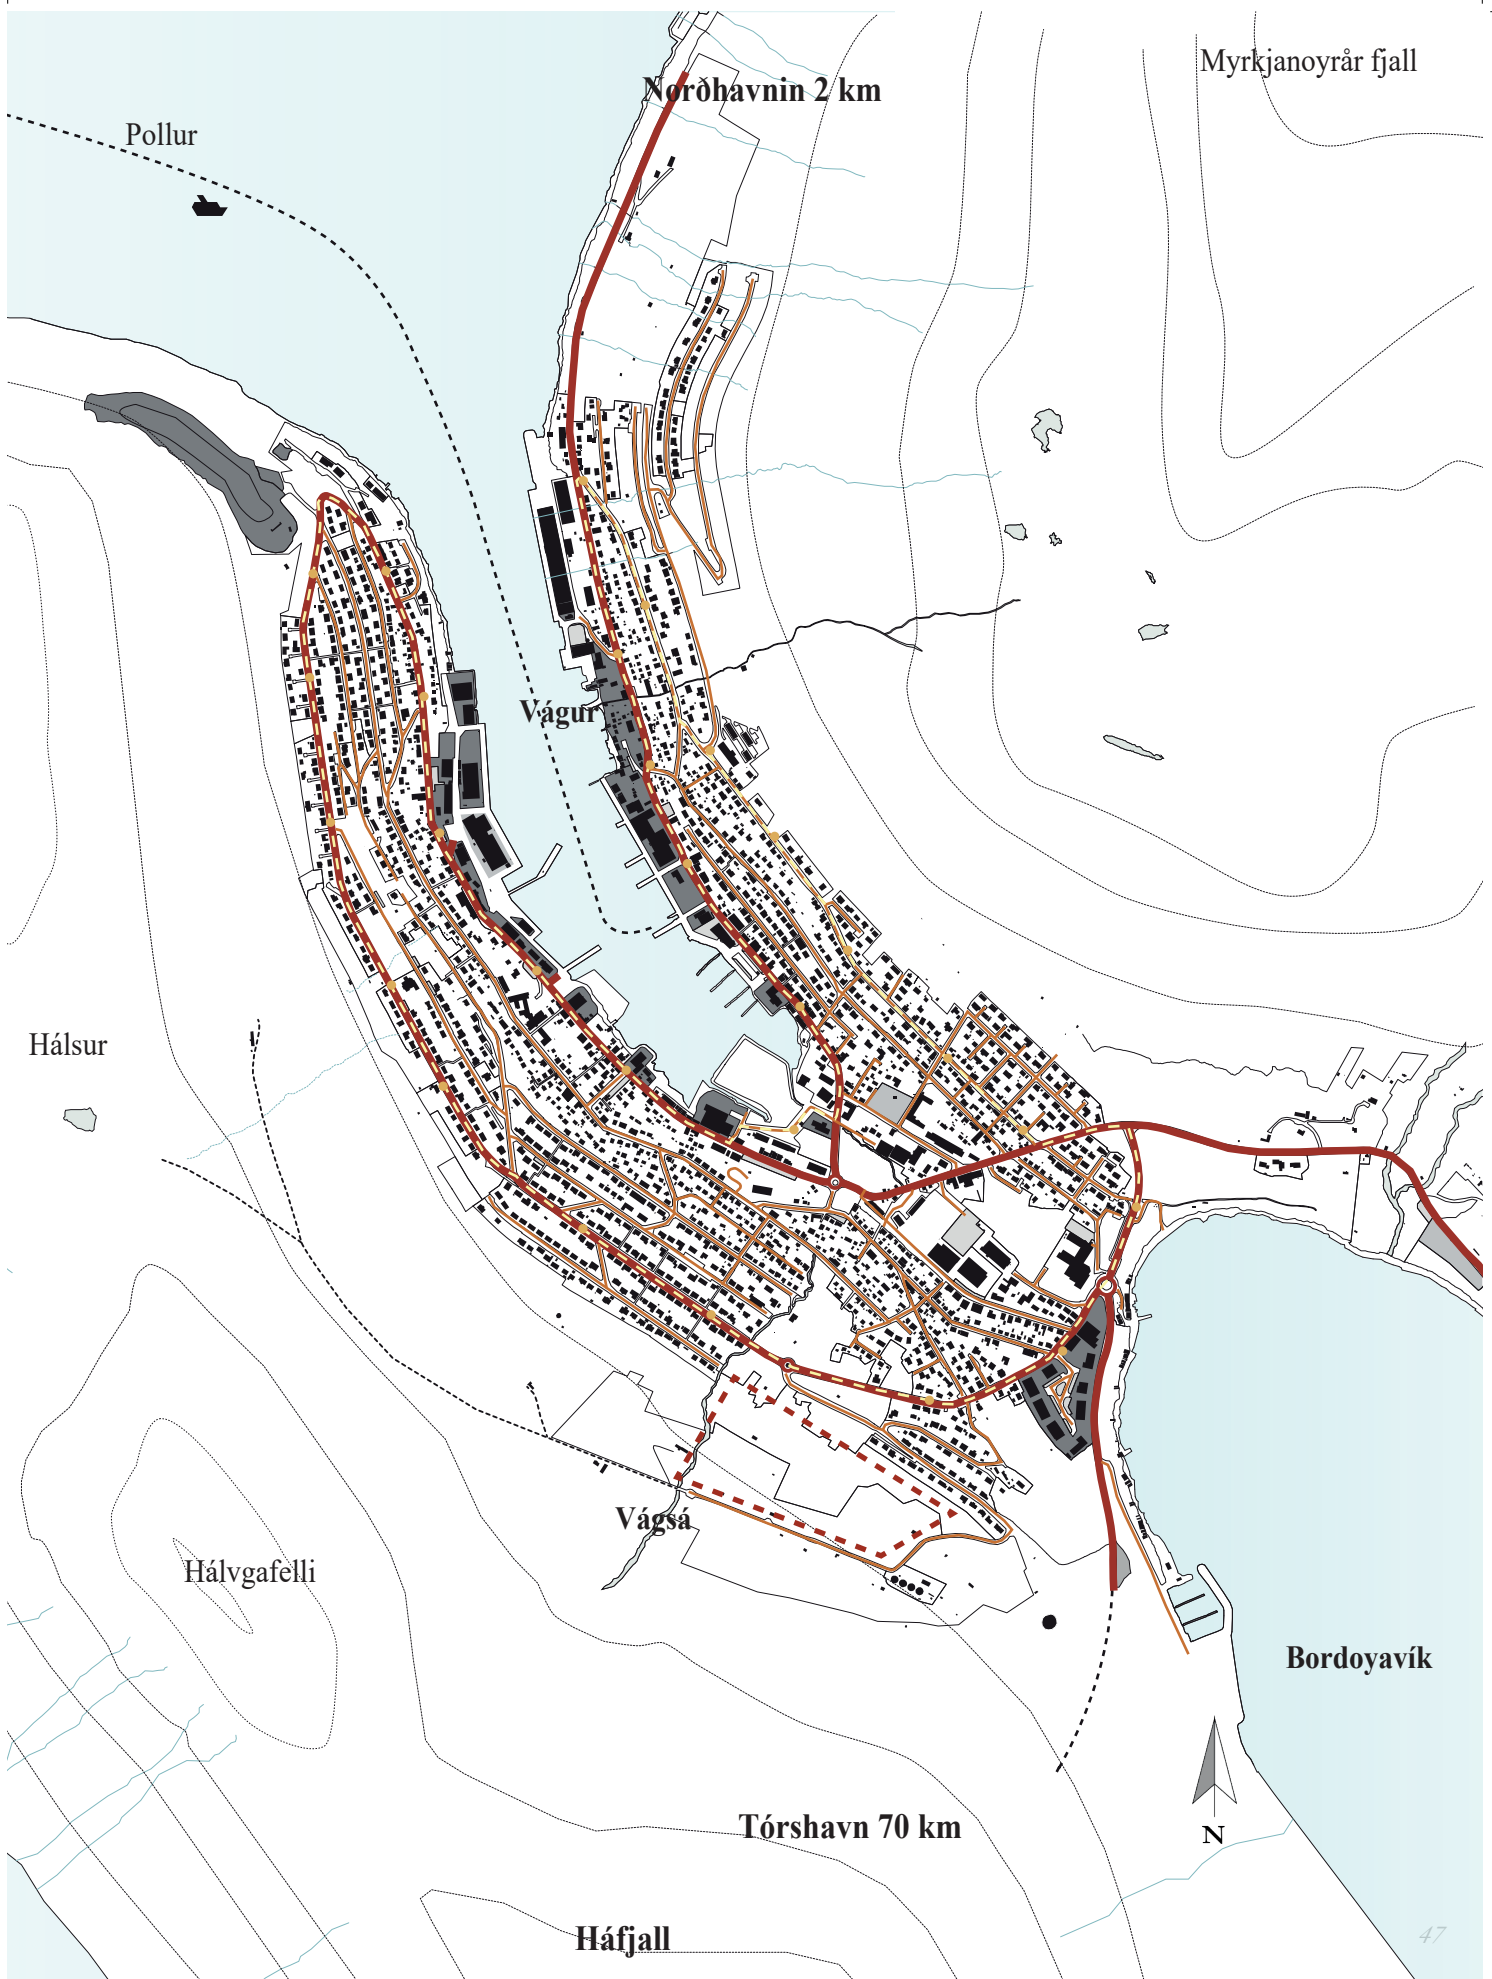 Myrkjanoyrår fjall
Norðhavnin 2 km
Pollur
Vágur
Hálsur
Vágsá
Hálvgafelli
Bordoyavík
Tórshavn 70 km
N
Háfjall
47